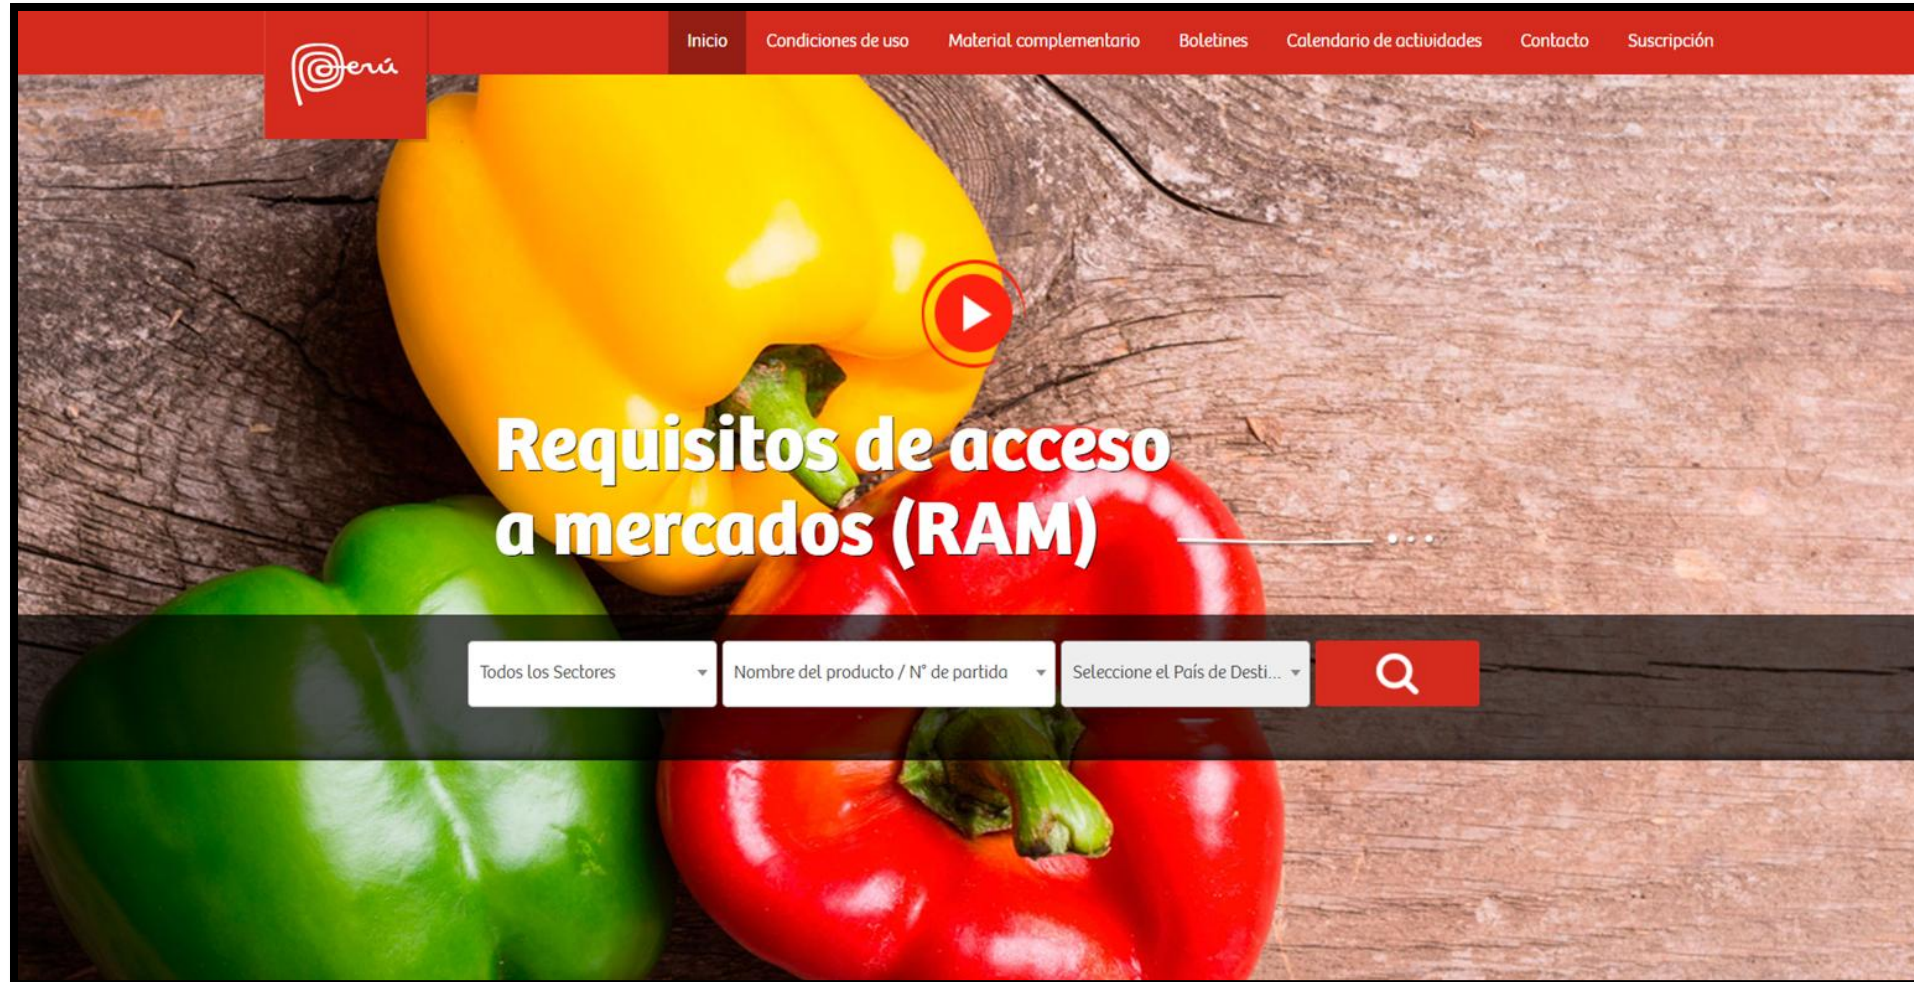 Perú
Inicio Condiciones de uso Material complementario Boletines Calendario de actividades Contacto Suscripción
Requisitos de acceso
a mercados (RAM)
Todos los Sectores Nombre del producto / N° de partida Seleccione el País de Desti...